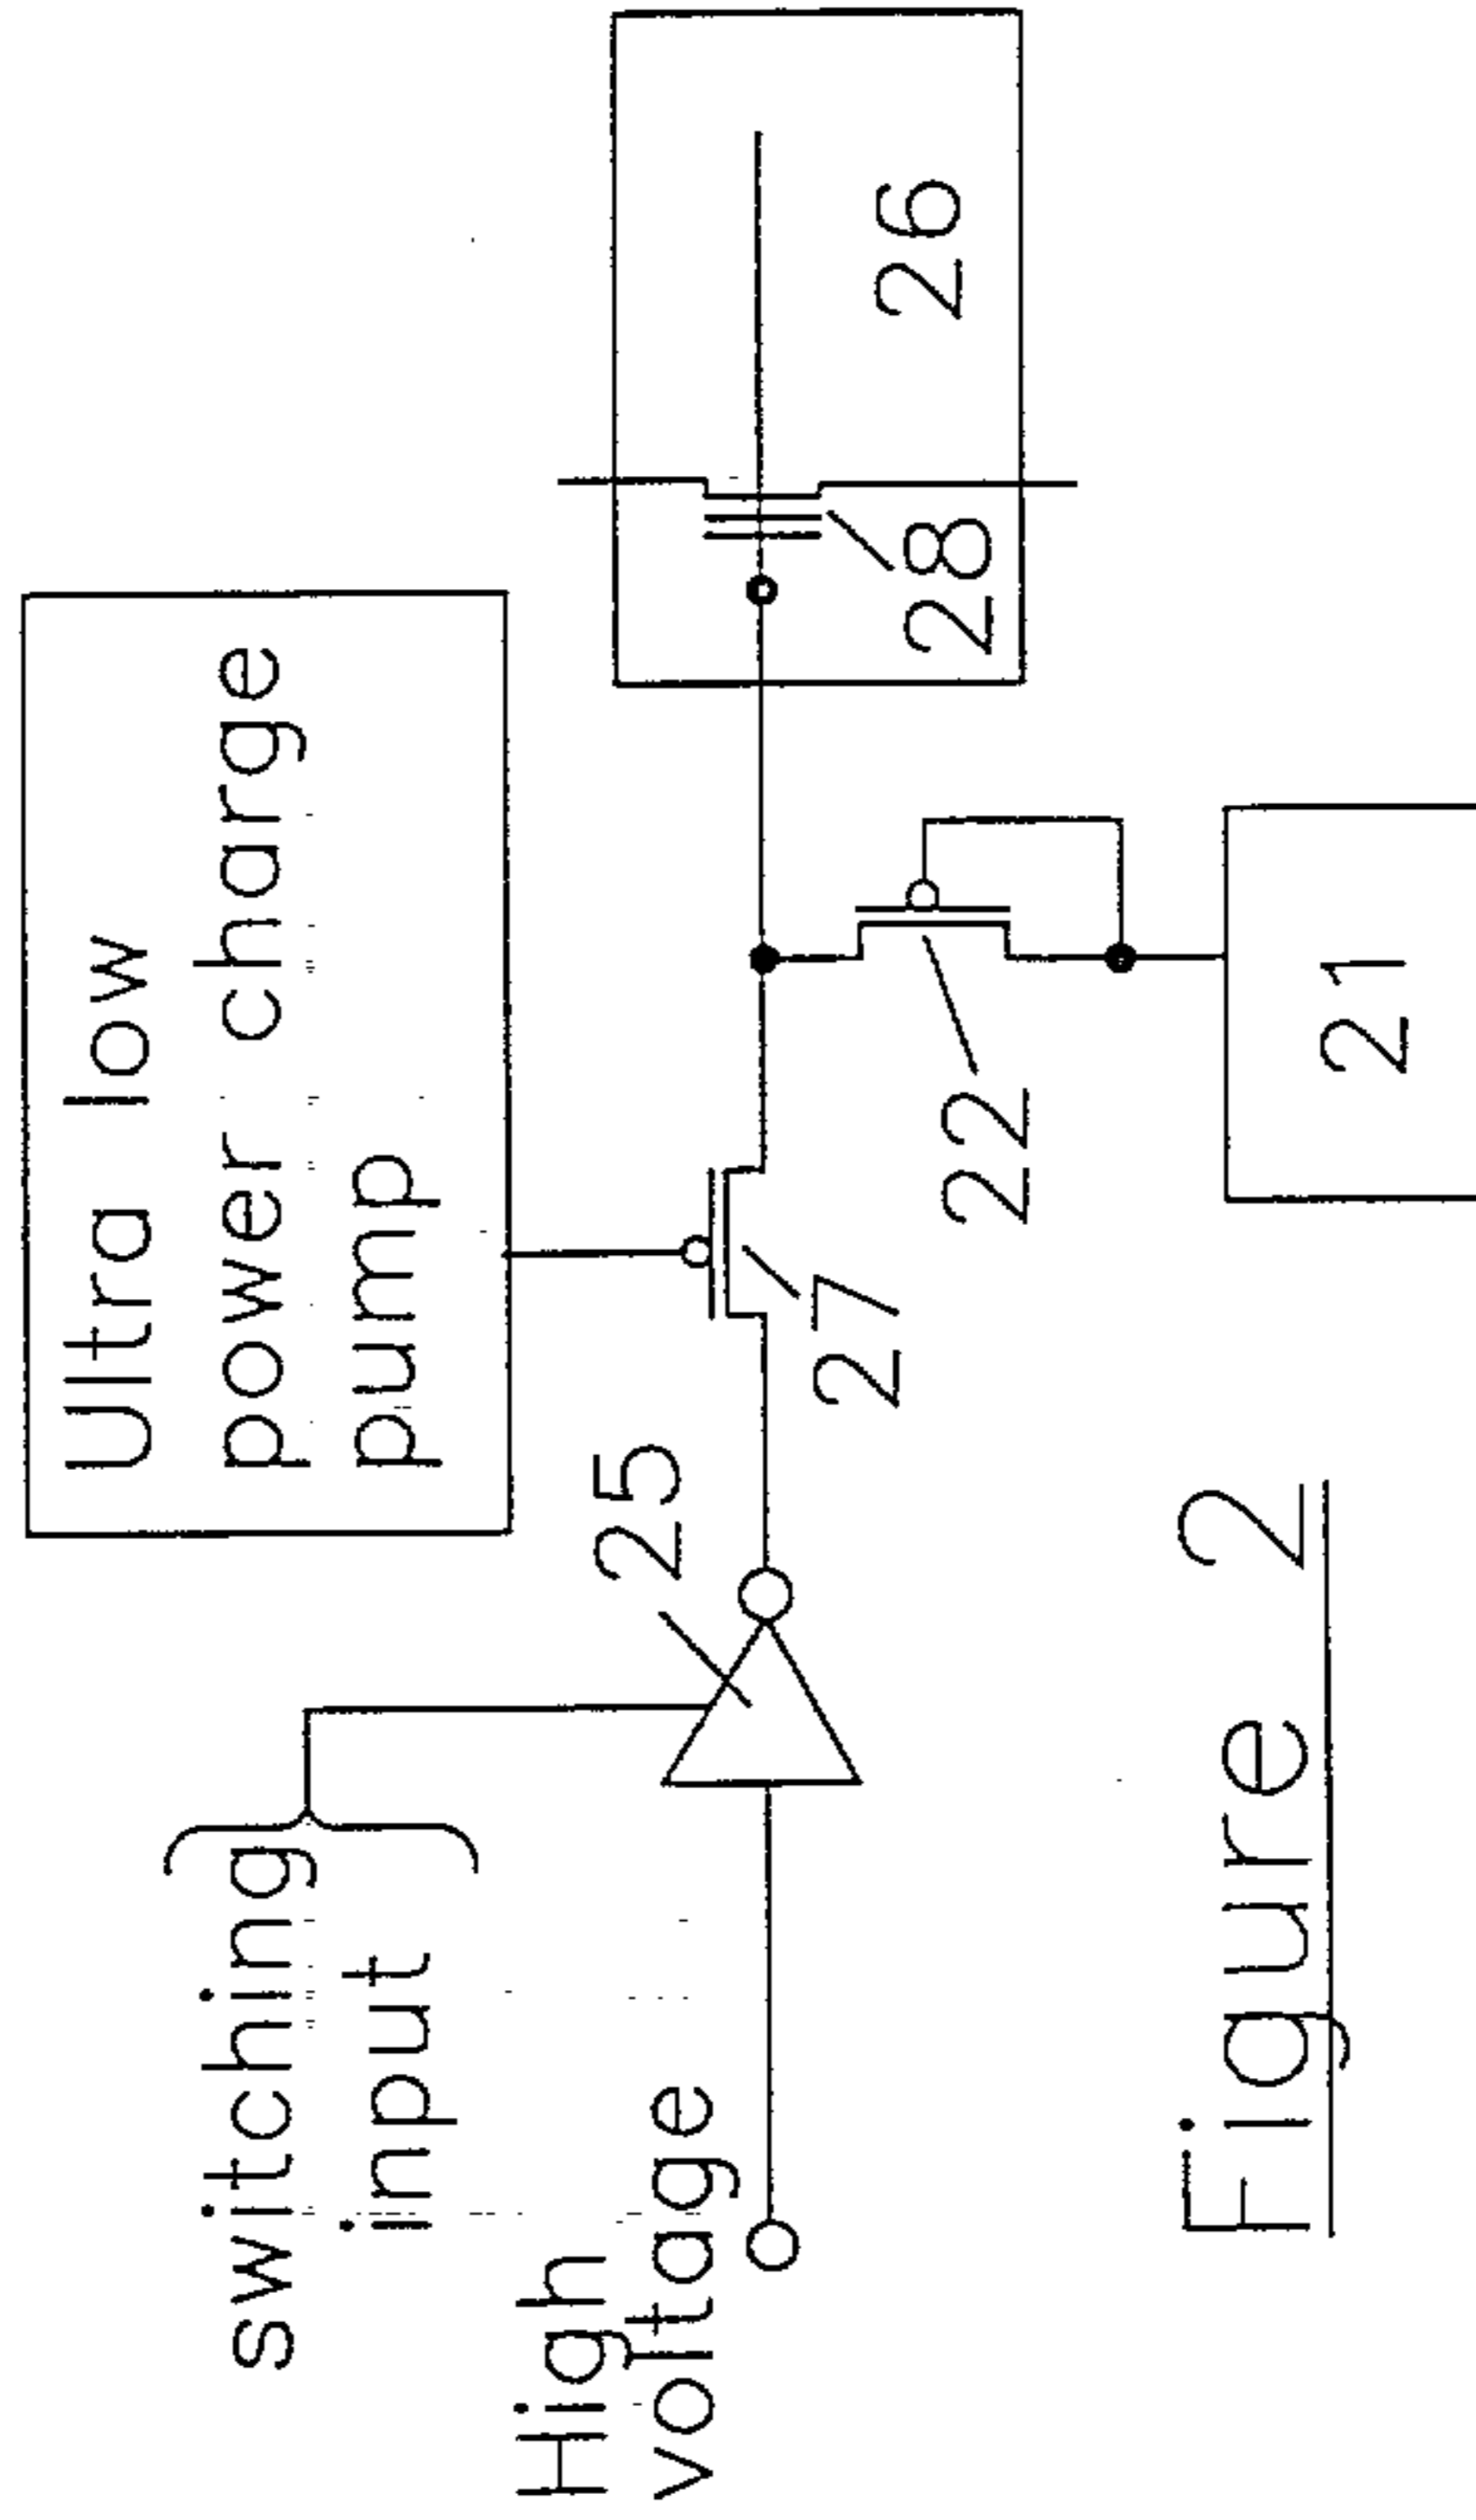 Ultra low
power charge
pump
switching
input
High
voltage
25
27
22
21
28
26
Figure 2